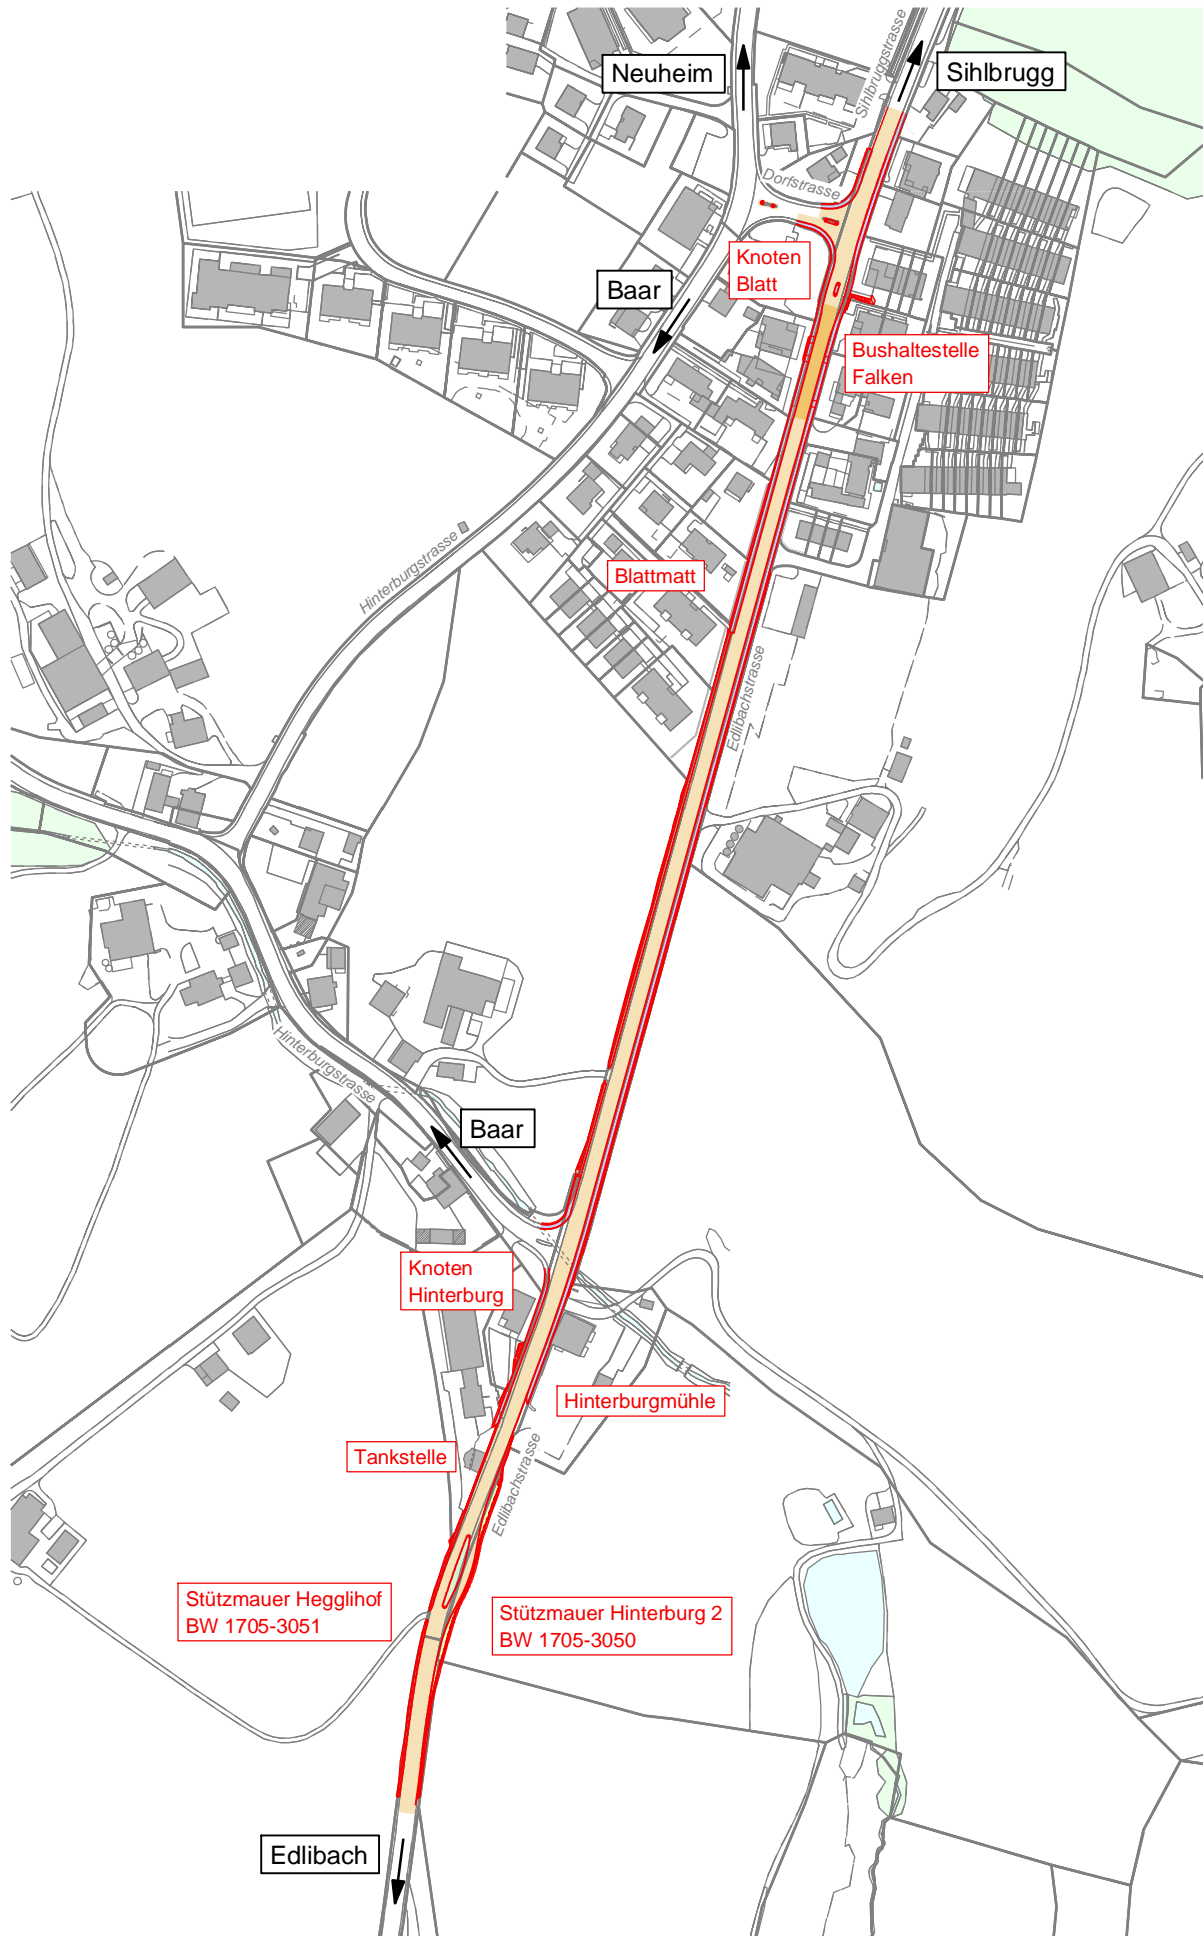 Neuheim
Sihlbruggstrasse
Sihlbrugg
Dorfstrasse
Knoten
Blatt
Baar
Bushaltestelle
Falken
Hinterburgstrasse
Blattmatt
Edlibachstrasse
Hinterburgstrasse
Baar
Knoten
Hinterburg
Hinterburgmühle
Tankstelle
Edlibachstrasse
Stützmauer Hegglihof
BW 1705-3051
Stützmauer Hinterburg 2
BW 1705-3050
Edlibach